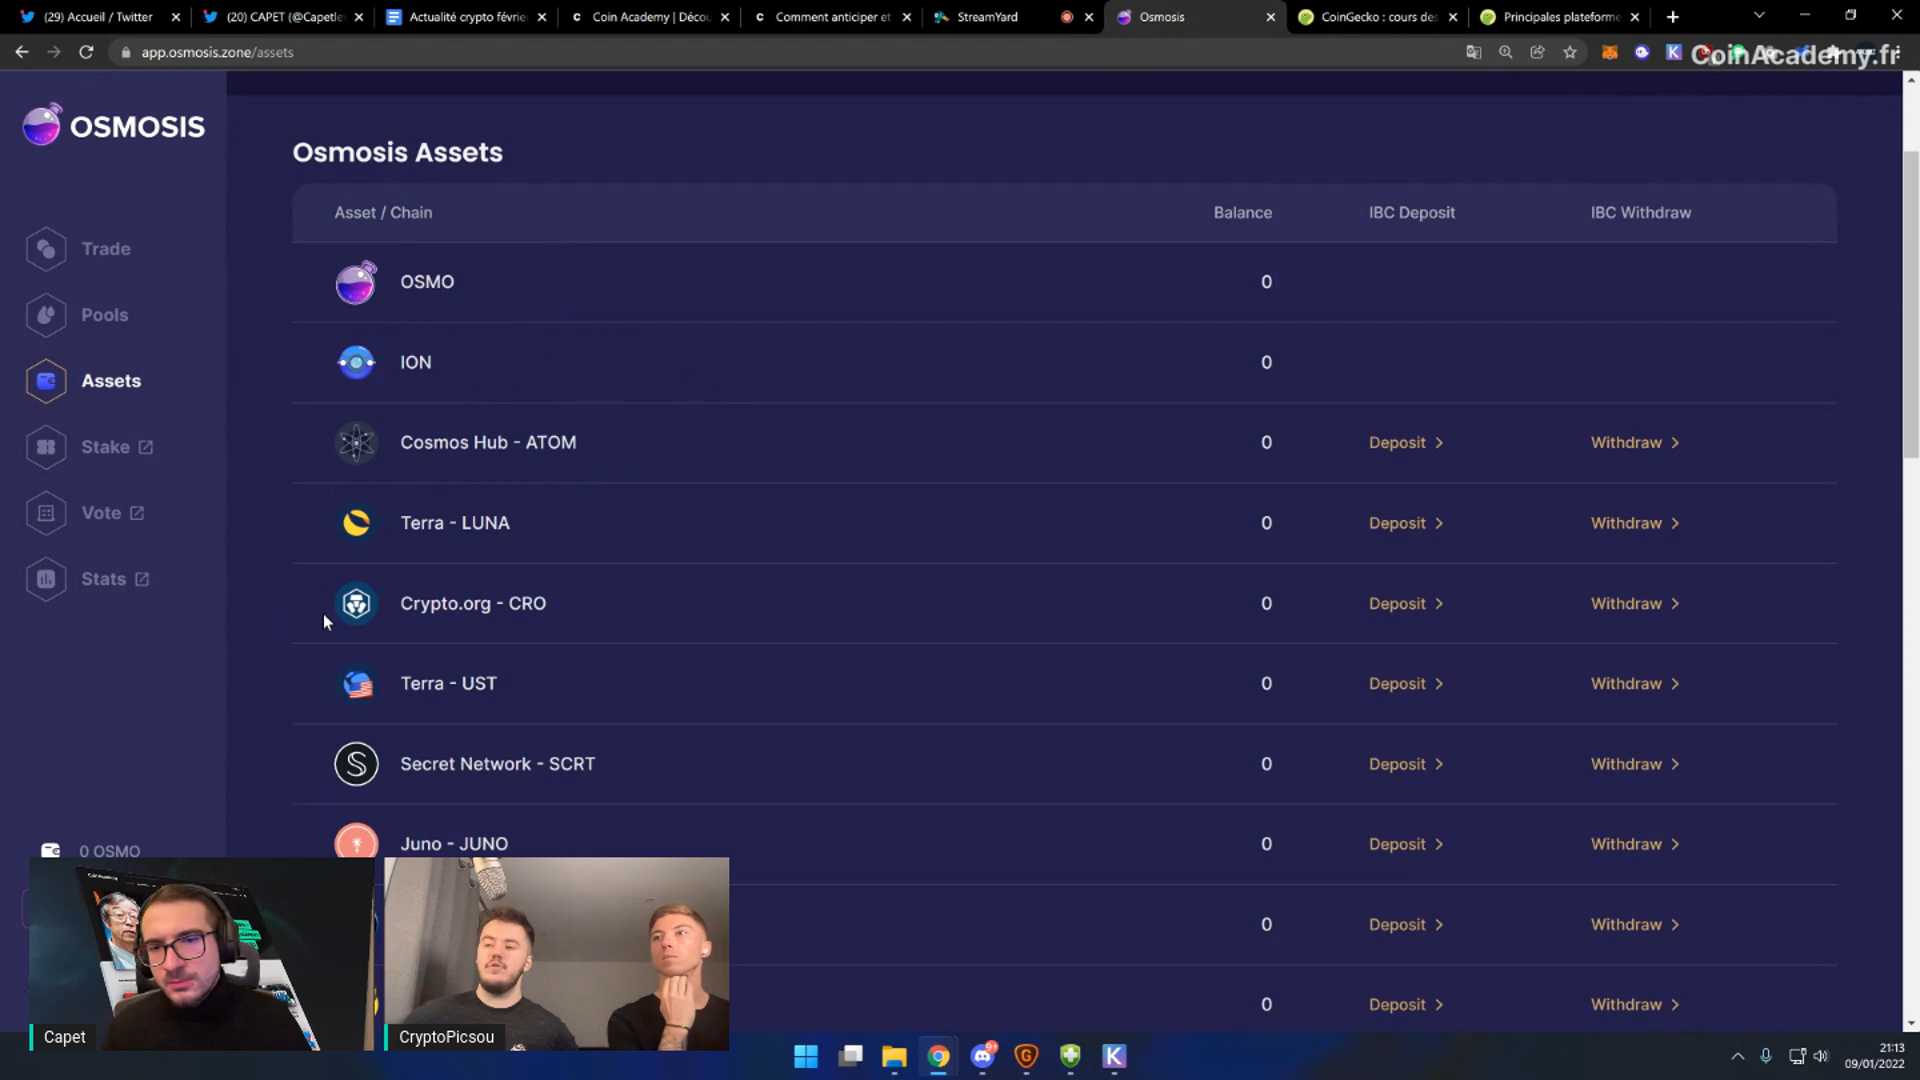 (29) Accueil / Twitter
(20) CAPET (@Capetle
Actualité crypto févrie
Coin Academy | Décou
Comment anticiper et
StreamYard
Osmosis
CoinGecko : cours des
Principales plateforme
app.osmosis.zone/assets
CoinAcademy.fr
OSMOSIS
Trade
Pools
Assets
Stake
Vote
Stats
0 OSMO
Osmosis Assets
Asset / Chain Balance IBC Deposit IBC Withdraw
OSMO 0
ION 0
Cosmos Hub - ATOM 0 Deposit > Withdraw >
Terra - LUNA 0 Deposit > Withdraw >
Crypto.org - CRO 0 Deposit > Withdraw >
Terra - UST 0 Deposit > Withdraw >
Secret Network - SCRT 0 Deposit > Withdraw >
Juno - JUNO 0 Deposit > Withdraw >
0 Deposit > Withdraw >
0 Deposit > Withdraw >
Capet
CryptoPicsou
9+
21:13
09/01/2022